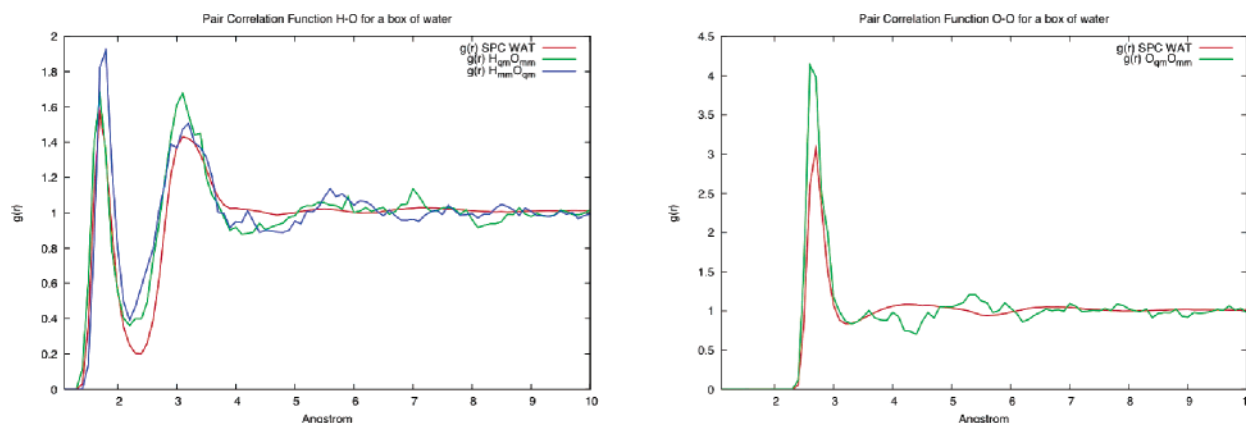 Pair Correlation Function H-O for a box of water
g(r) SPC WAT
g(r) HqmOmm
g(r) HmmOqm
2
1.8
1.6
1.4
1.2
1
0.8
0.6
0.4
0.2
0
g(r)
2 3 4 5 6 7 8 9 10
Angstrom
Pair Correlation Function O-O for a box of water
g(r) SPC WAT
g(r) OqmOmm
4.5
4
3.5
3
2.5
2
1.5
1
0.5
0
g(r)
2 3 4 5 6 7 8 9 1
Angstrom